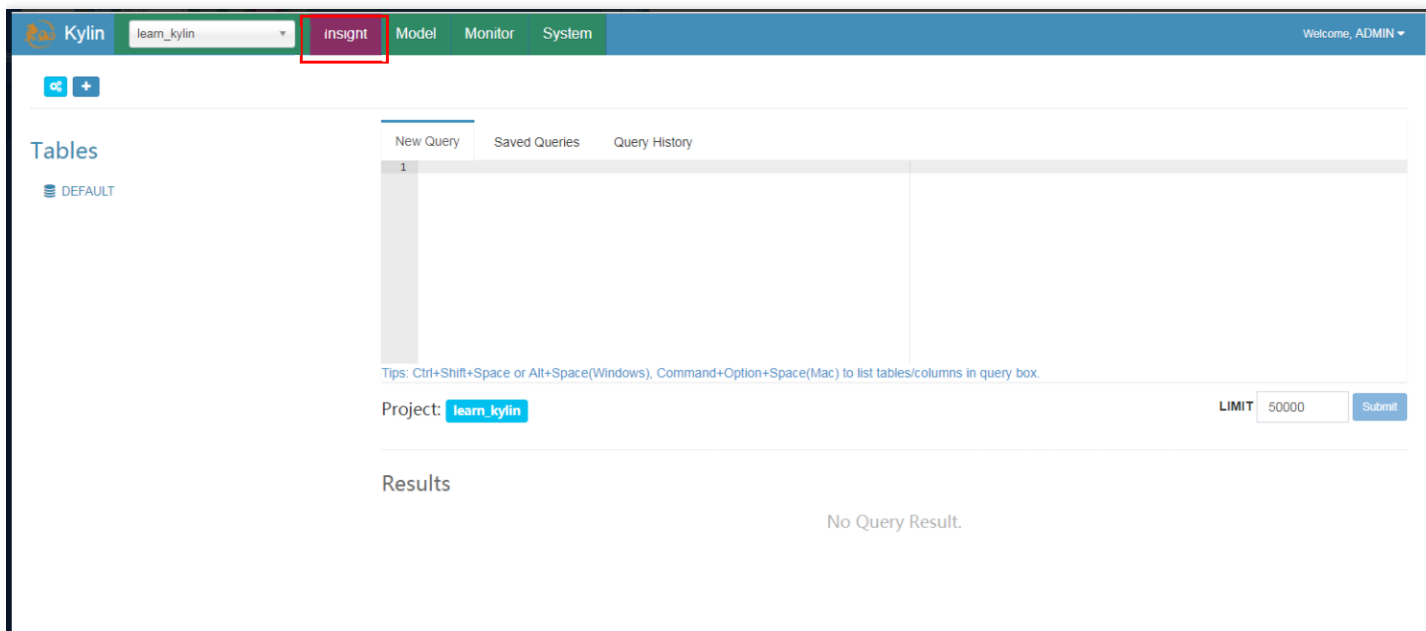 Kylin learn_kylin Insight Model Monitor System Welcome, ADMIN
Tables
DEFAULT
New Query Saved Queries Query History
1
Tips: Ctrl+Shift+Space or Alt+Space(Windows), Command+Option+Space(Mac) to list tables/columns in query box.
Project: learn_kylin LIMIT 50000 Submit
Results
No Query Result.